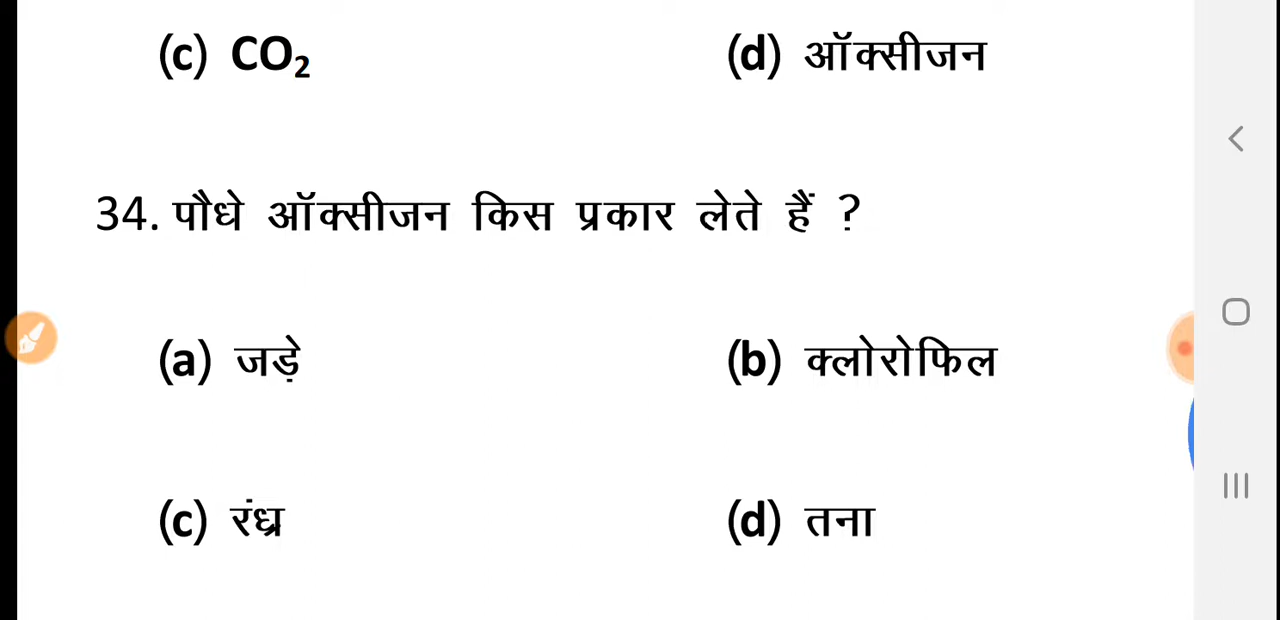 (c) CO₂ (d) ऑक्सीजन
34. पौधे ऑक्सीजन किस प्रकार लेते हैं ?
(a) जड़े (b) क्लोरोफिल
(c) रंध्र (d) तना